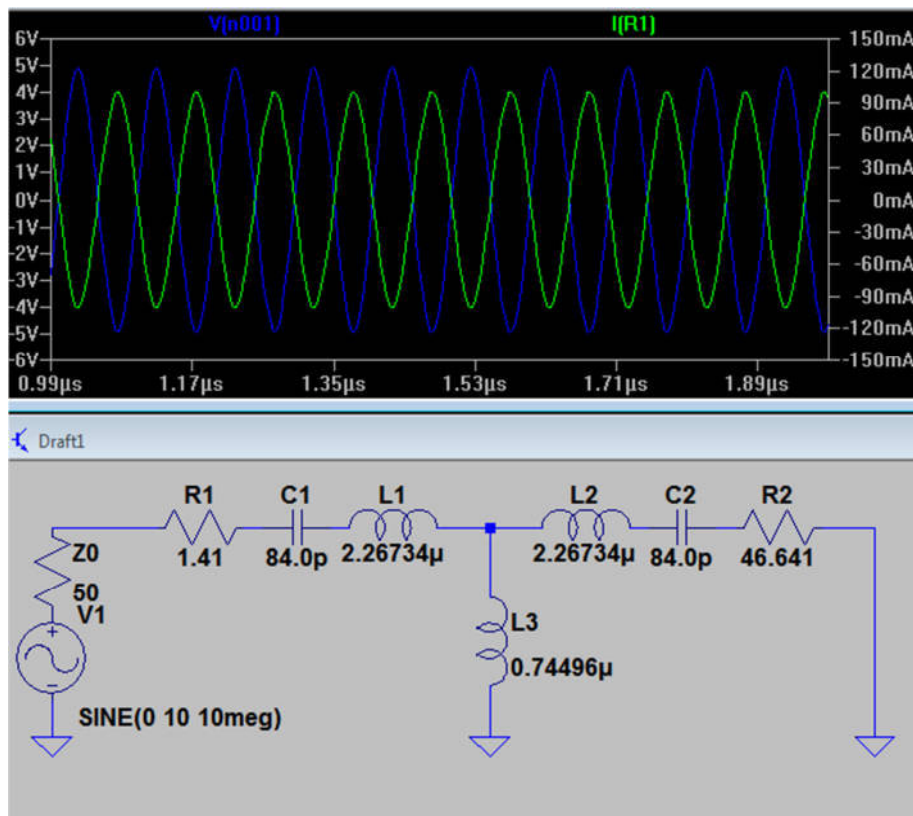 V(n001) I(R1)
6V 150mA
5V 120mA
4V 90mA
3V 60mA
2V 30mA
1V 0mA
0V -30mA
-1V -60mA
-2V -90mA
-3V -120mA
-4V -150mA
-5V
-6V
0.99µs 1.17µs 1.35µs 1.53µs 1.71µs 1.89µs
Draft1
R1 C1 L1 L2 C2 R2
1.41 84.0p 2.26734µ 2.26734µ 84.0p 46.641
Z0
50
V1
L3
0.74496µ
SINE(0 10 10meg)